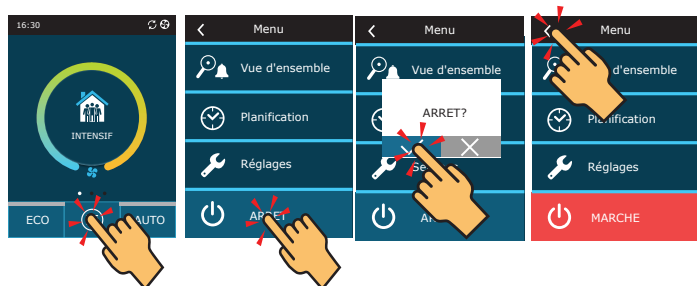 16:30
INTENSIF
ECO
AUTO
Menu
Vue d'ensemble
Planification
Réglages
ARRET
Menu
Vue d'ensemble
ARRET?
Menu
d'ensemble
Réglages
MARCHE